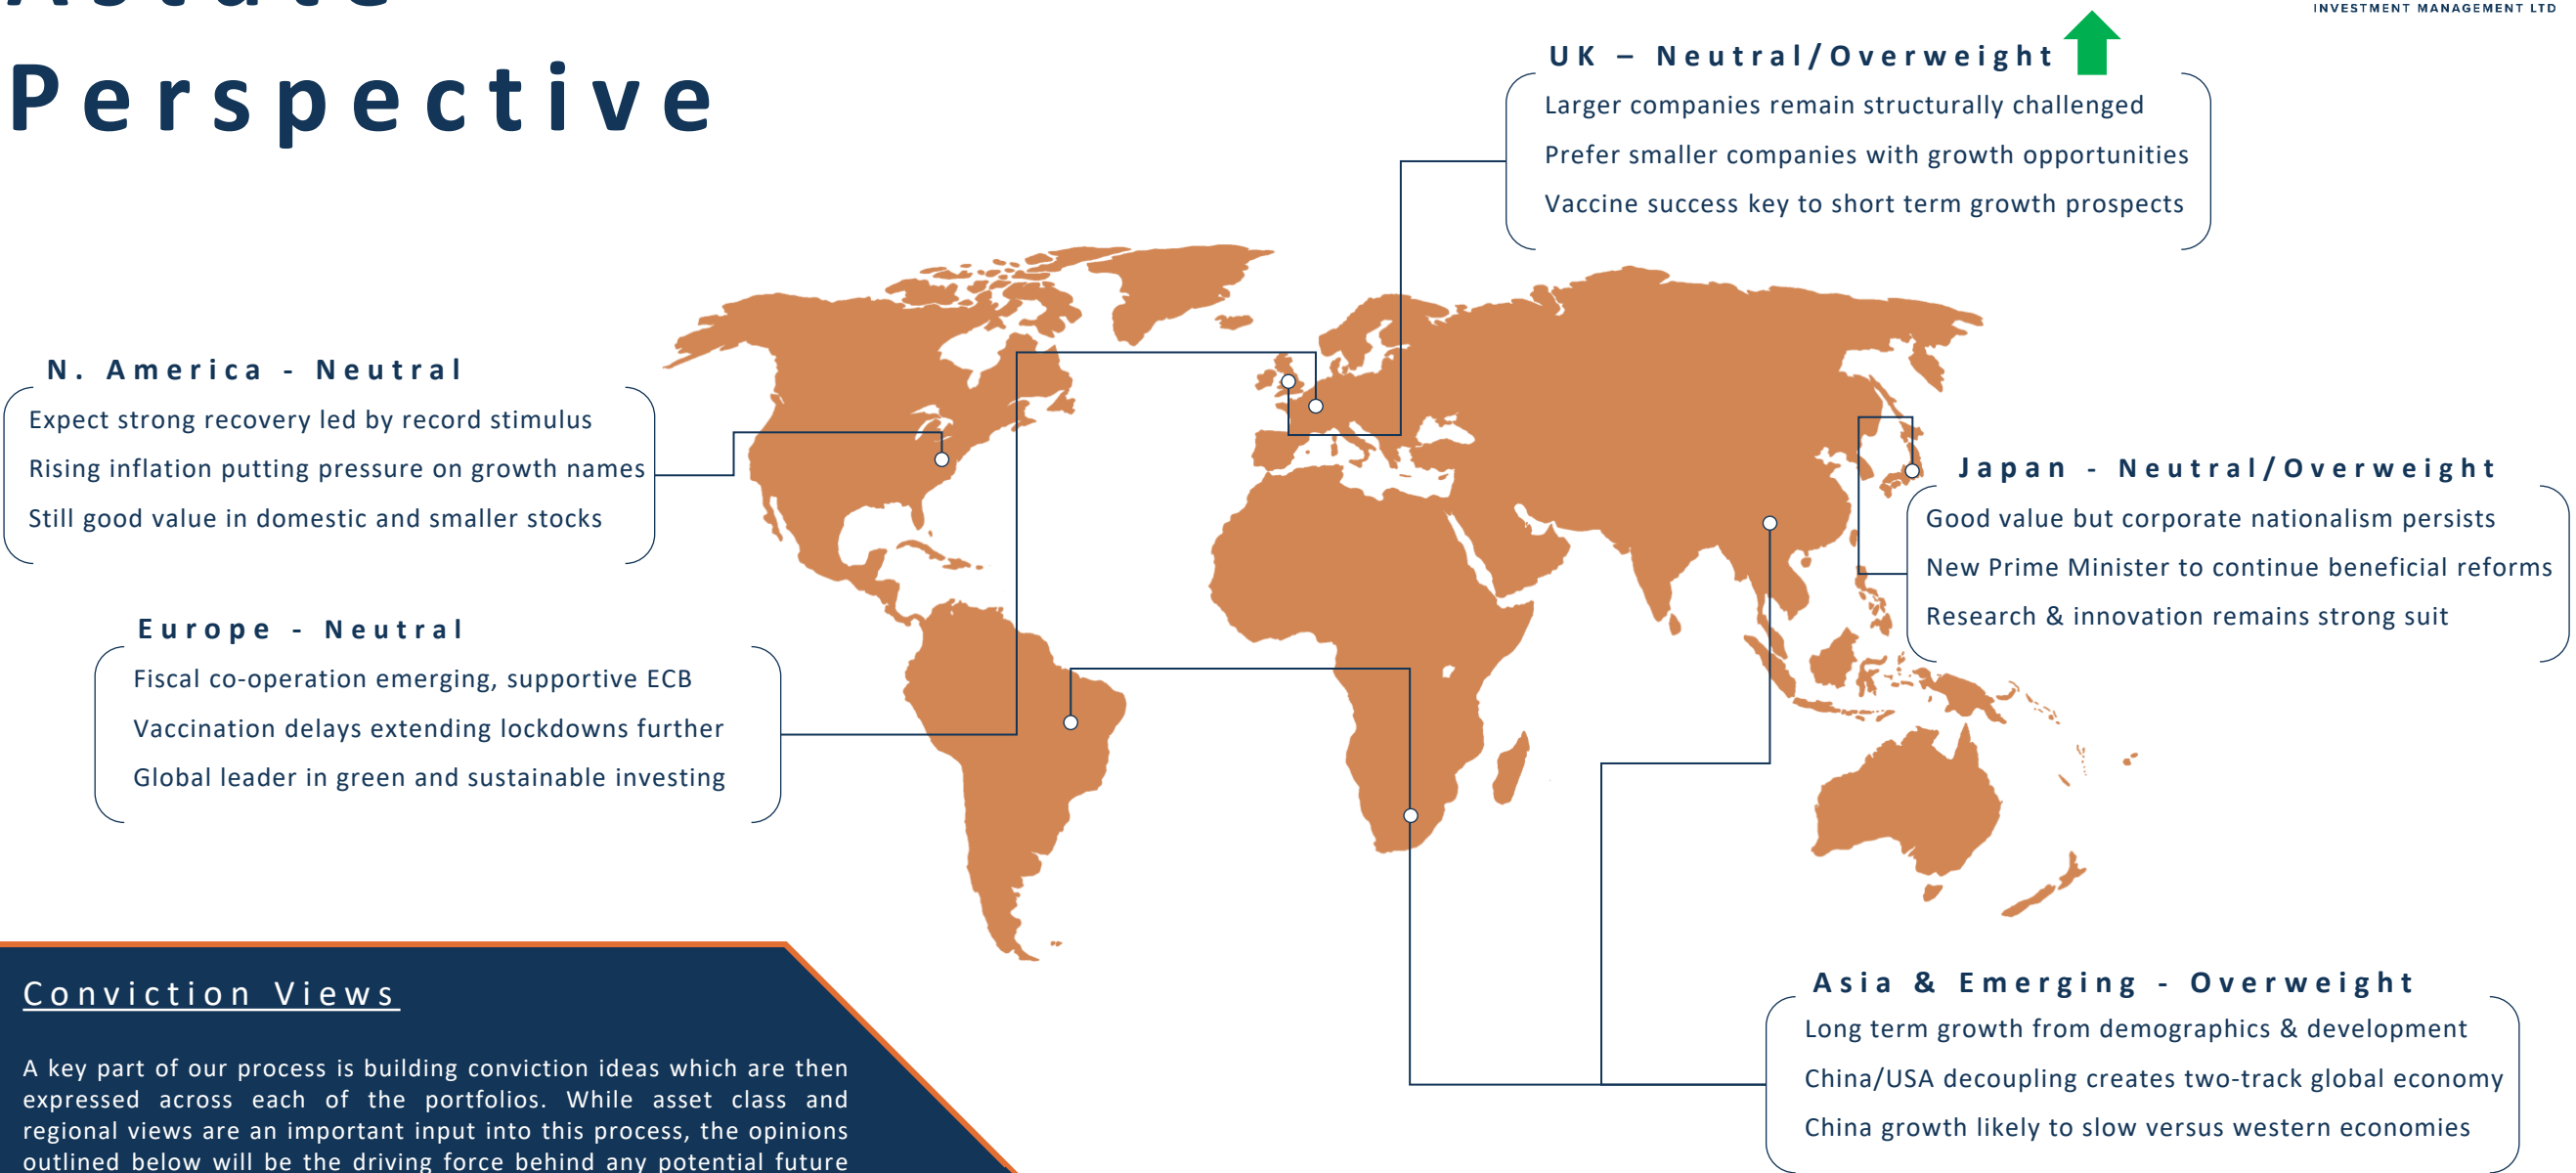 Perspective
INVESTMENT MANAGEMENT LTD
UK – Neutral/Overweight
Larger companies remain structurally challenged
Prefer smaller companies with growth opportunities
Vaccine success key to short term growth prospects
N. America - Neutral
Expect strong recovery led by record stimulus
Rising inflation putting pressure on growth names
Still good value in domestic and smaller stocks
Japan - Neutral/Overweight
Good value but corporate nationalism persists
New Prime Minister to continue beneficial reforms
Research & innovation remains strong suit
Europe - Neutral
Fiscal co-operation emerging, supportive ECB
Vaccination delays extending lockdowns further
Global leader in green and sustainable investing
Asia & Emerging - Overweight
Long term growth from demographics & development
China/USA decoupling creates two-track global economy
China growth likely to slow versus western economies
Conviction Views
A key part of our process is building conviction ideas which are then
expressed across each of the portfolios. While asset class and
regional views are an important input into this process, the opinions
outlined below will be the driving force behind any potential future